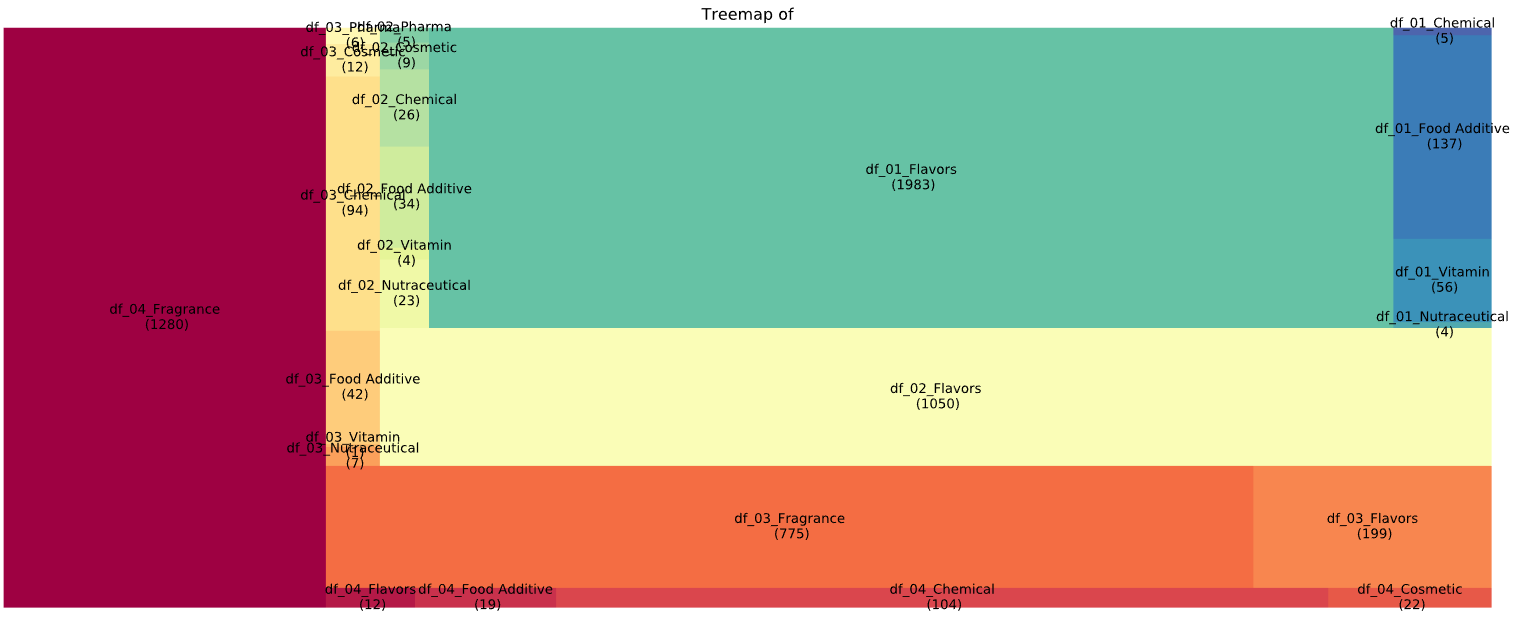 Treemap of
df_01_Chemical
(5)
df_03_Pharma
(6)
df_02_Pharma
(5)
df_03_Cosmetic
(12)
df_02_Cosmetic
(9)
df_02_Chemical
(26)
df_01_Food Additive
(137)
df_01_Flavors
(1983)
df_03_Chemical
(94)
df_02_Food Additive
(34)
df_02_Vitamin
(4)
df_01_Vitamin
(56)
df_02_Nutraceutical
(23)
df_04_Fragrance
(1280)
df_01_Nutraceutical
(4)
df_03_Food Additive
(42)
df_02_Flavors
(1050)
df_03_Vitamin
(1)
df_03_Nutraceutical
(7)
df_03_Fragrance
(775)
df_03_Flavors
(199)
df_04_Flavors
(12)
df_04_Food Additive
(19)
df_04_Chemical
(104)
df_04_Cosmetic
(22)